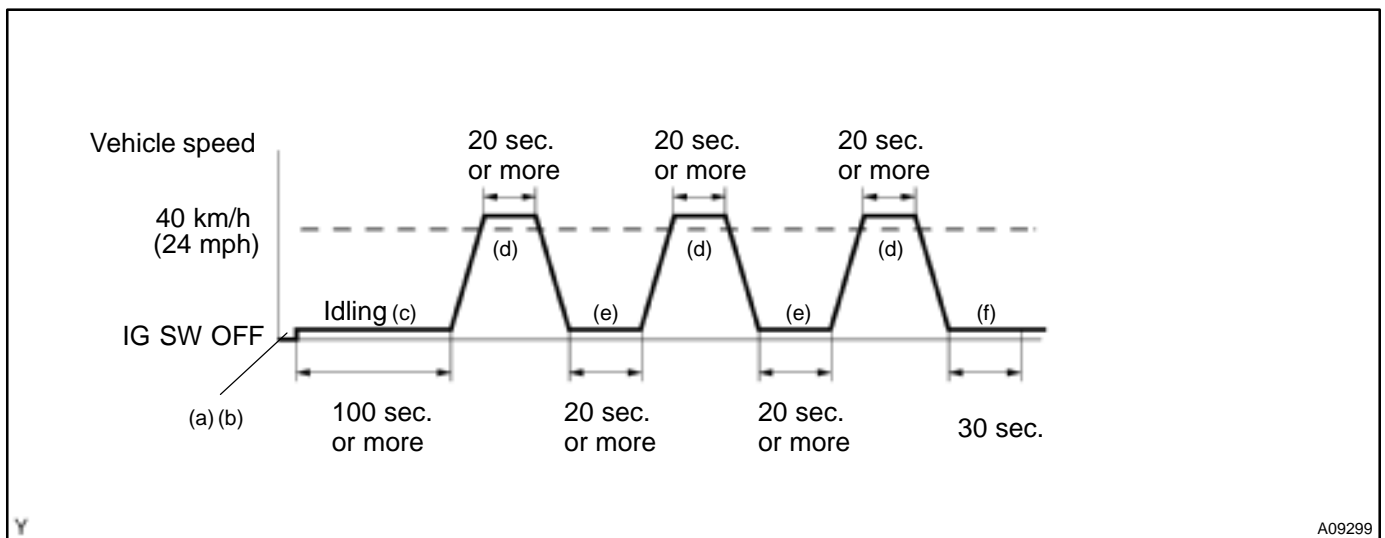 Vehicle speed
20 sec.
or more
20 sec.
or more
20 sec.
or more
40 km/h
(24 mph)
(d)
(d)
(d)
Idling (c)
(e)
(e)
(f)
IG SW OFF
(a) (b)
100 sec.
or more
20 sec.
or more
20 sec.
or more
30 sec.
Y
A09299